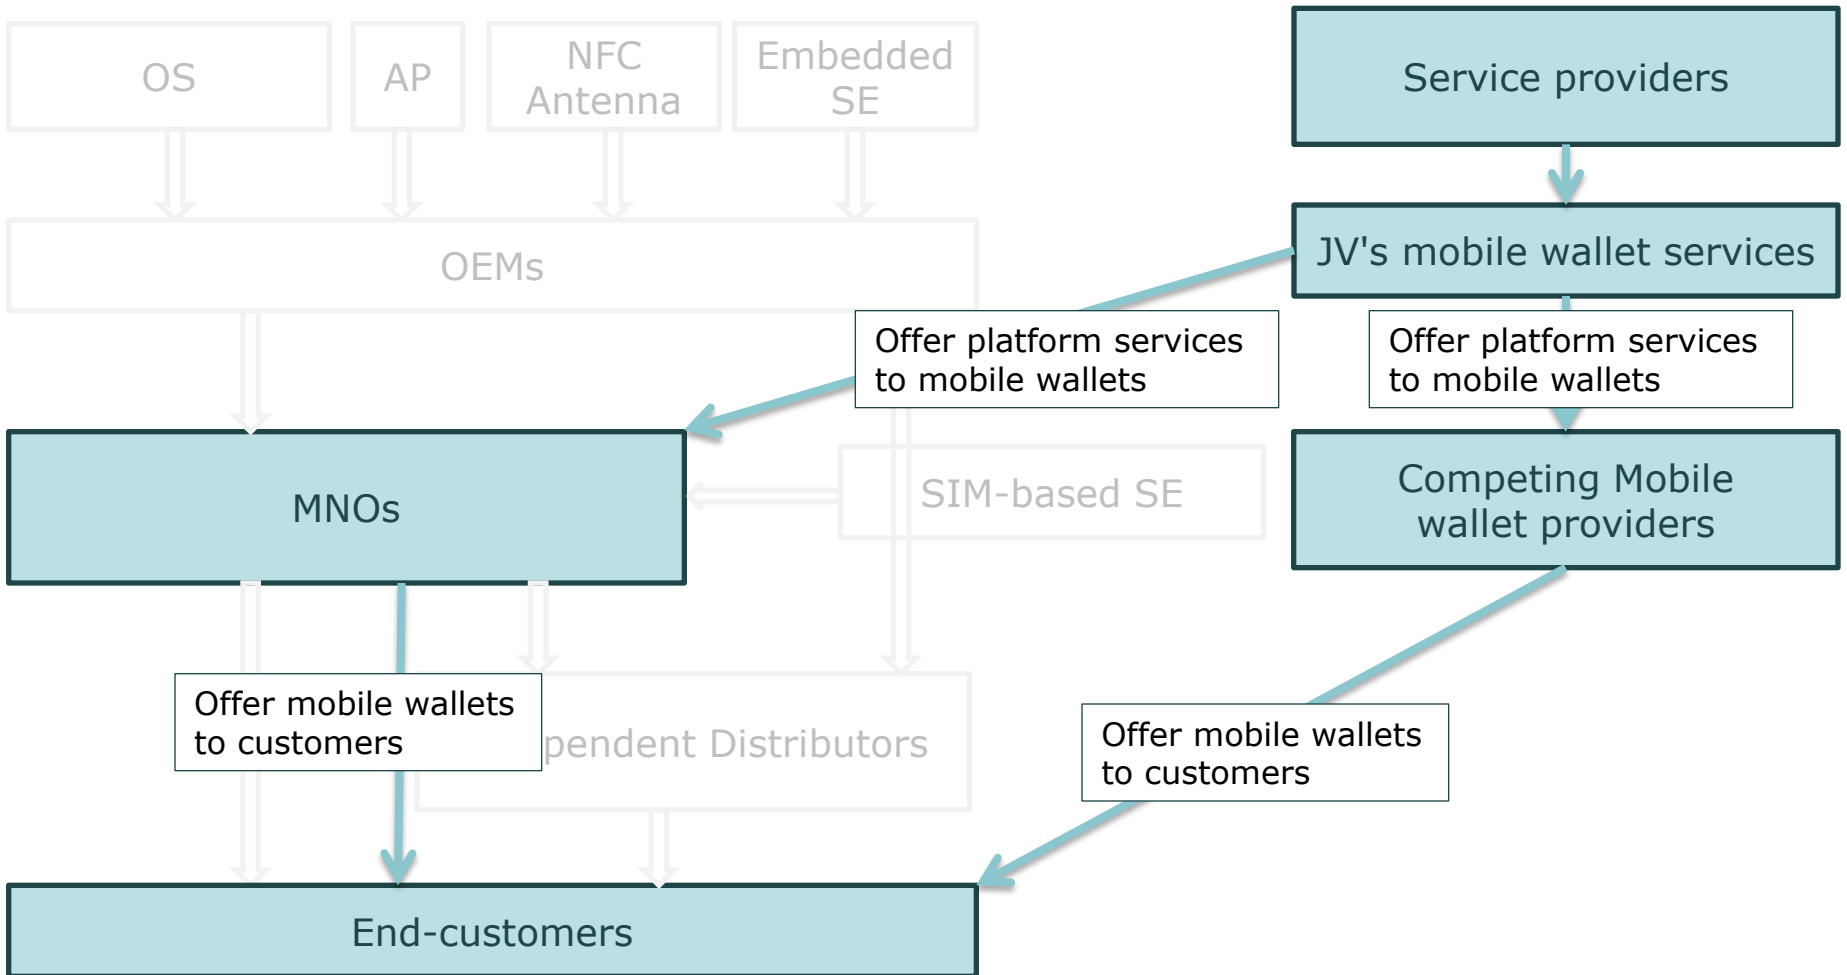 OS
AP
NFC
Antenna
Embedded
SE
Service providers
OEMs
JV's mobile wallet services
Offer platform services
to mobile wallets
Offer platform services
to mobile wallets
MNOs
SIM-based SE
Competing Mobile
wallet providers
Offer mobile wallets
to customers
pendent Distributors
Offer mobile wallets
to customers
End-customers